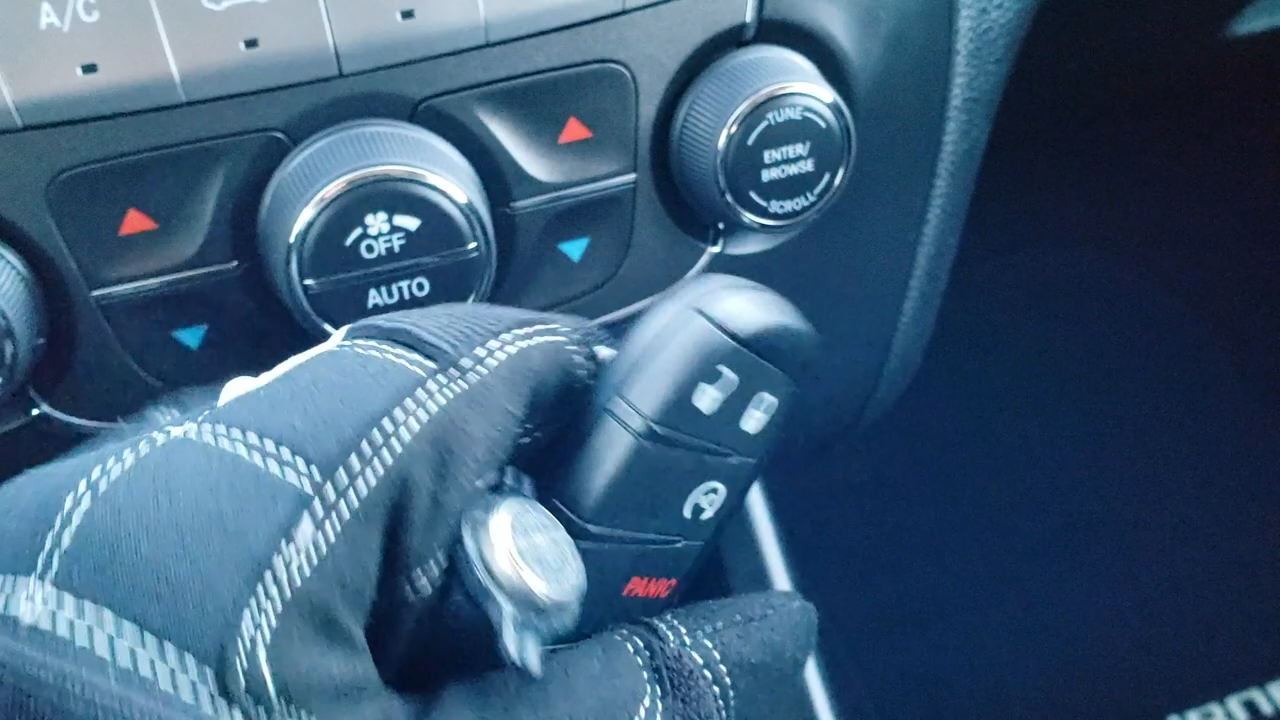 A/C
OFF
AUTO
TUNE
ENTER/
BROWSE
SCROLL
PANIC